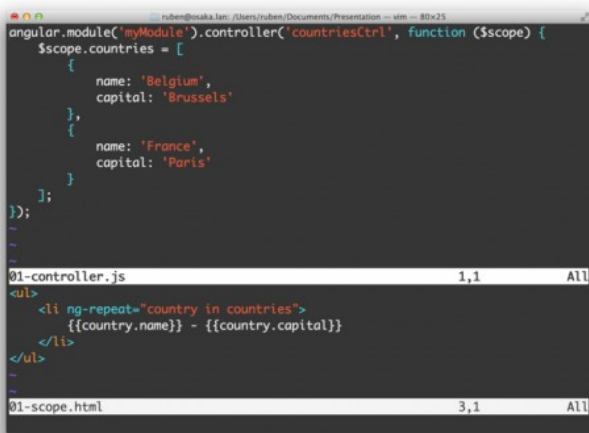 ruben@osaka.lan: /Users/ruben/Documents/Presentation — vim — 80×25
angular.module('myModule').controller('countriesCtrl', function ($scope) {
    $scope.countries = [
        {
            name: 'Belgium',
            capital: 'Brussels'
        },
        {
            name: 'France',
            capital: 'Paris'
        }
    ];
});
~
~
~
01-controller.js 1,1 All
<ul>
    <li ng-repeat="country in countries">
        {{country.name}} - {{country.capital}}
    </li>
</ul>
~
~
01-scope.html 3,1 All